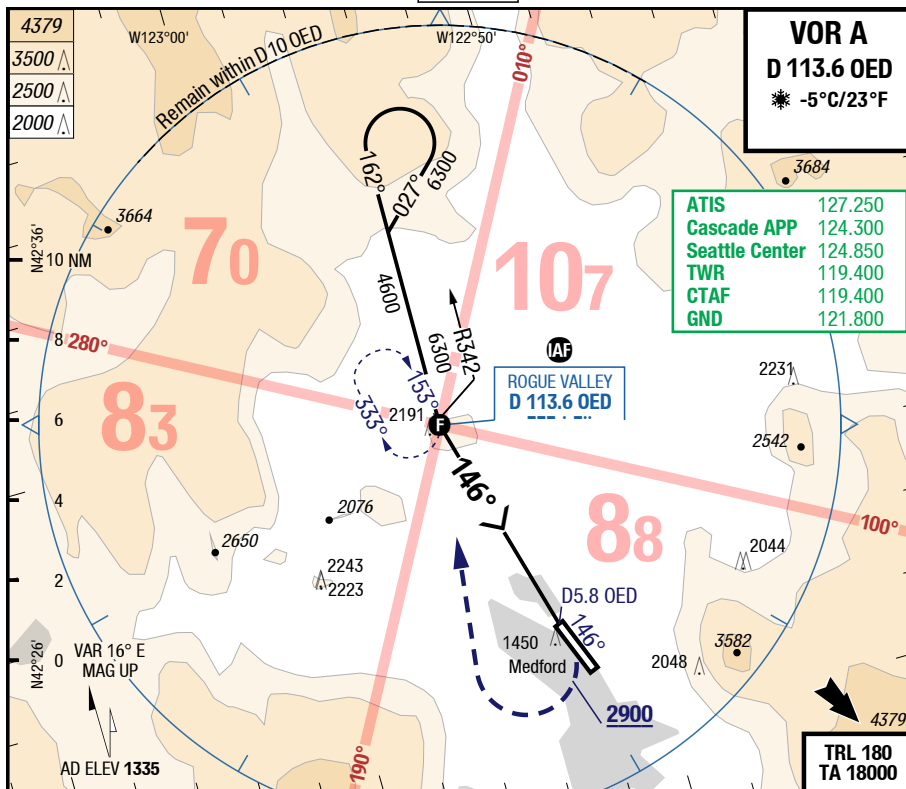 4379
3500
2500
2000
W123°00'
W122°50'
Remain within D 10 OED
010°
VOR A
D 113.6 OED
-5°C/23°F
3684
3664
162°
027°
6300
70
107
ATIS 127.250
Cascade APP 124.300
Seattle Center 124.850
TWR 119.400
CTAF 119.400
GND 121.800
N42°36'
10 NM
4600
6300
R342
280°
8
IAF
ROGUE VALLEY
D 113.6 OED
2231
83
333°
153°
2191
F
6
2542
146°
88
100°
4
2076
2650
2044
2243
2223
2
D5.8 OED
146°
1450
Medford
3582
2048
N42°26'
0
VAR 16° E
MAG UP
2900
4379
AD ELEV 1335
190°
TRL 180
TA 18000